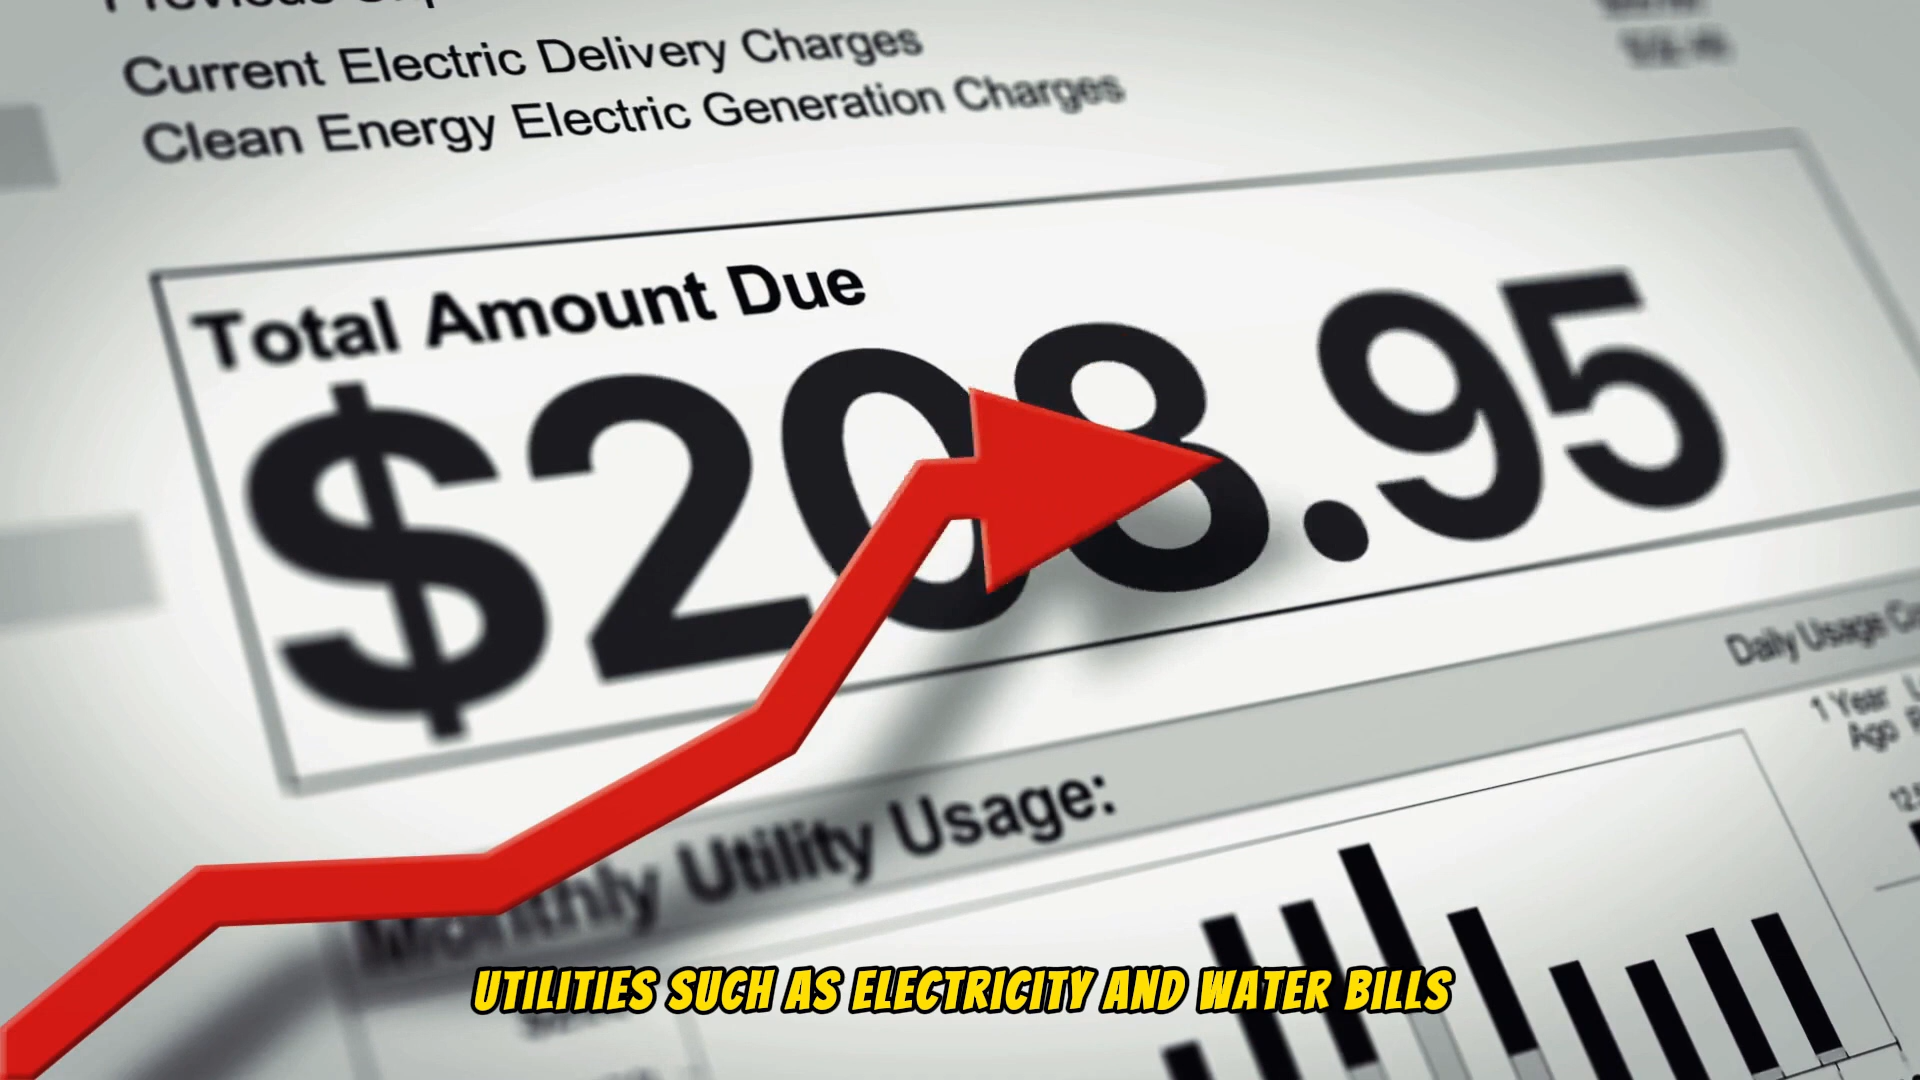 Current Electric Delivery Charges
Clean Energy Electric Generation Charges
Total Amount Due
$208.95
Daily Usage
1 Year
Ago
Monthly Utility Usage:
UTILITIES SUCH AS ELECTRICITY AND WATER BILLS